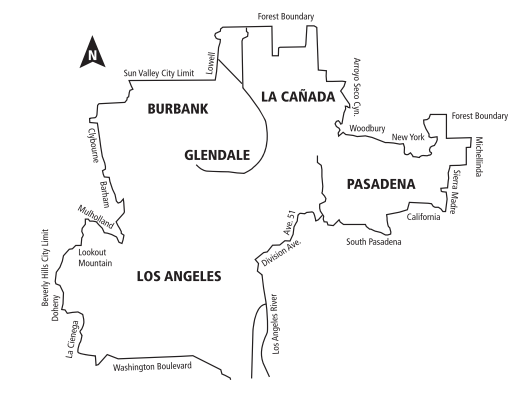 Forest Boundary
N
Lowell
Arroyo Seco Cyn.
Sun Valley City Limit
LA CAÑADA
BURBANK
Forest Boundary
Woodbury
New York
Clybourne
GLENDALE
Michellinda
PASADENA
Sierra Madre
Barham
Mulholland
California
Ave. 51
South Pasadena
Division Ave.
Beverly Hills City Limit
Doheny
Lookout
Mountain
LOS ANGELES
Los Angeles River
La Cienega
Washington Boulevard